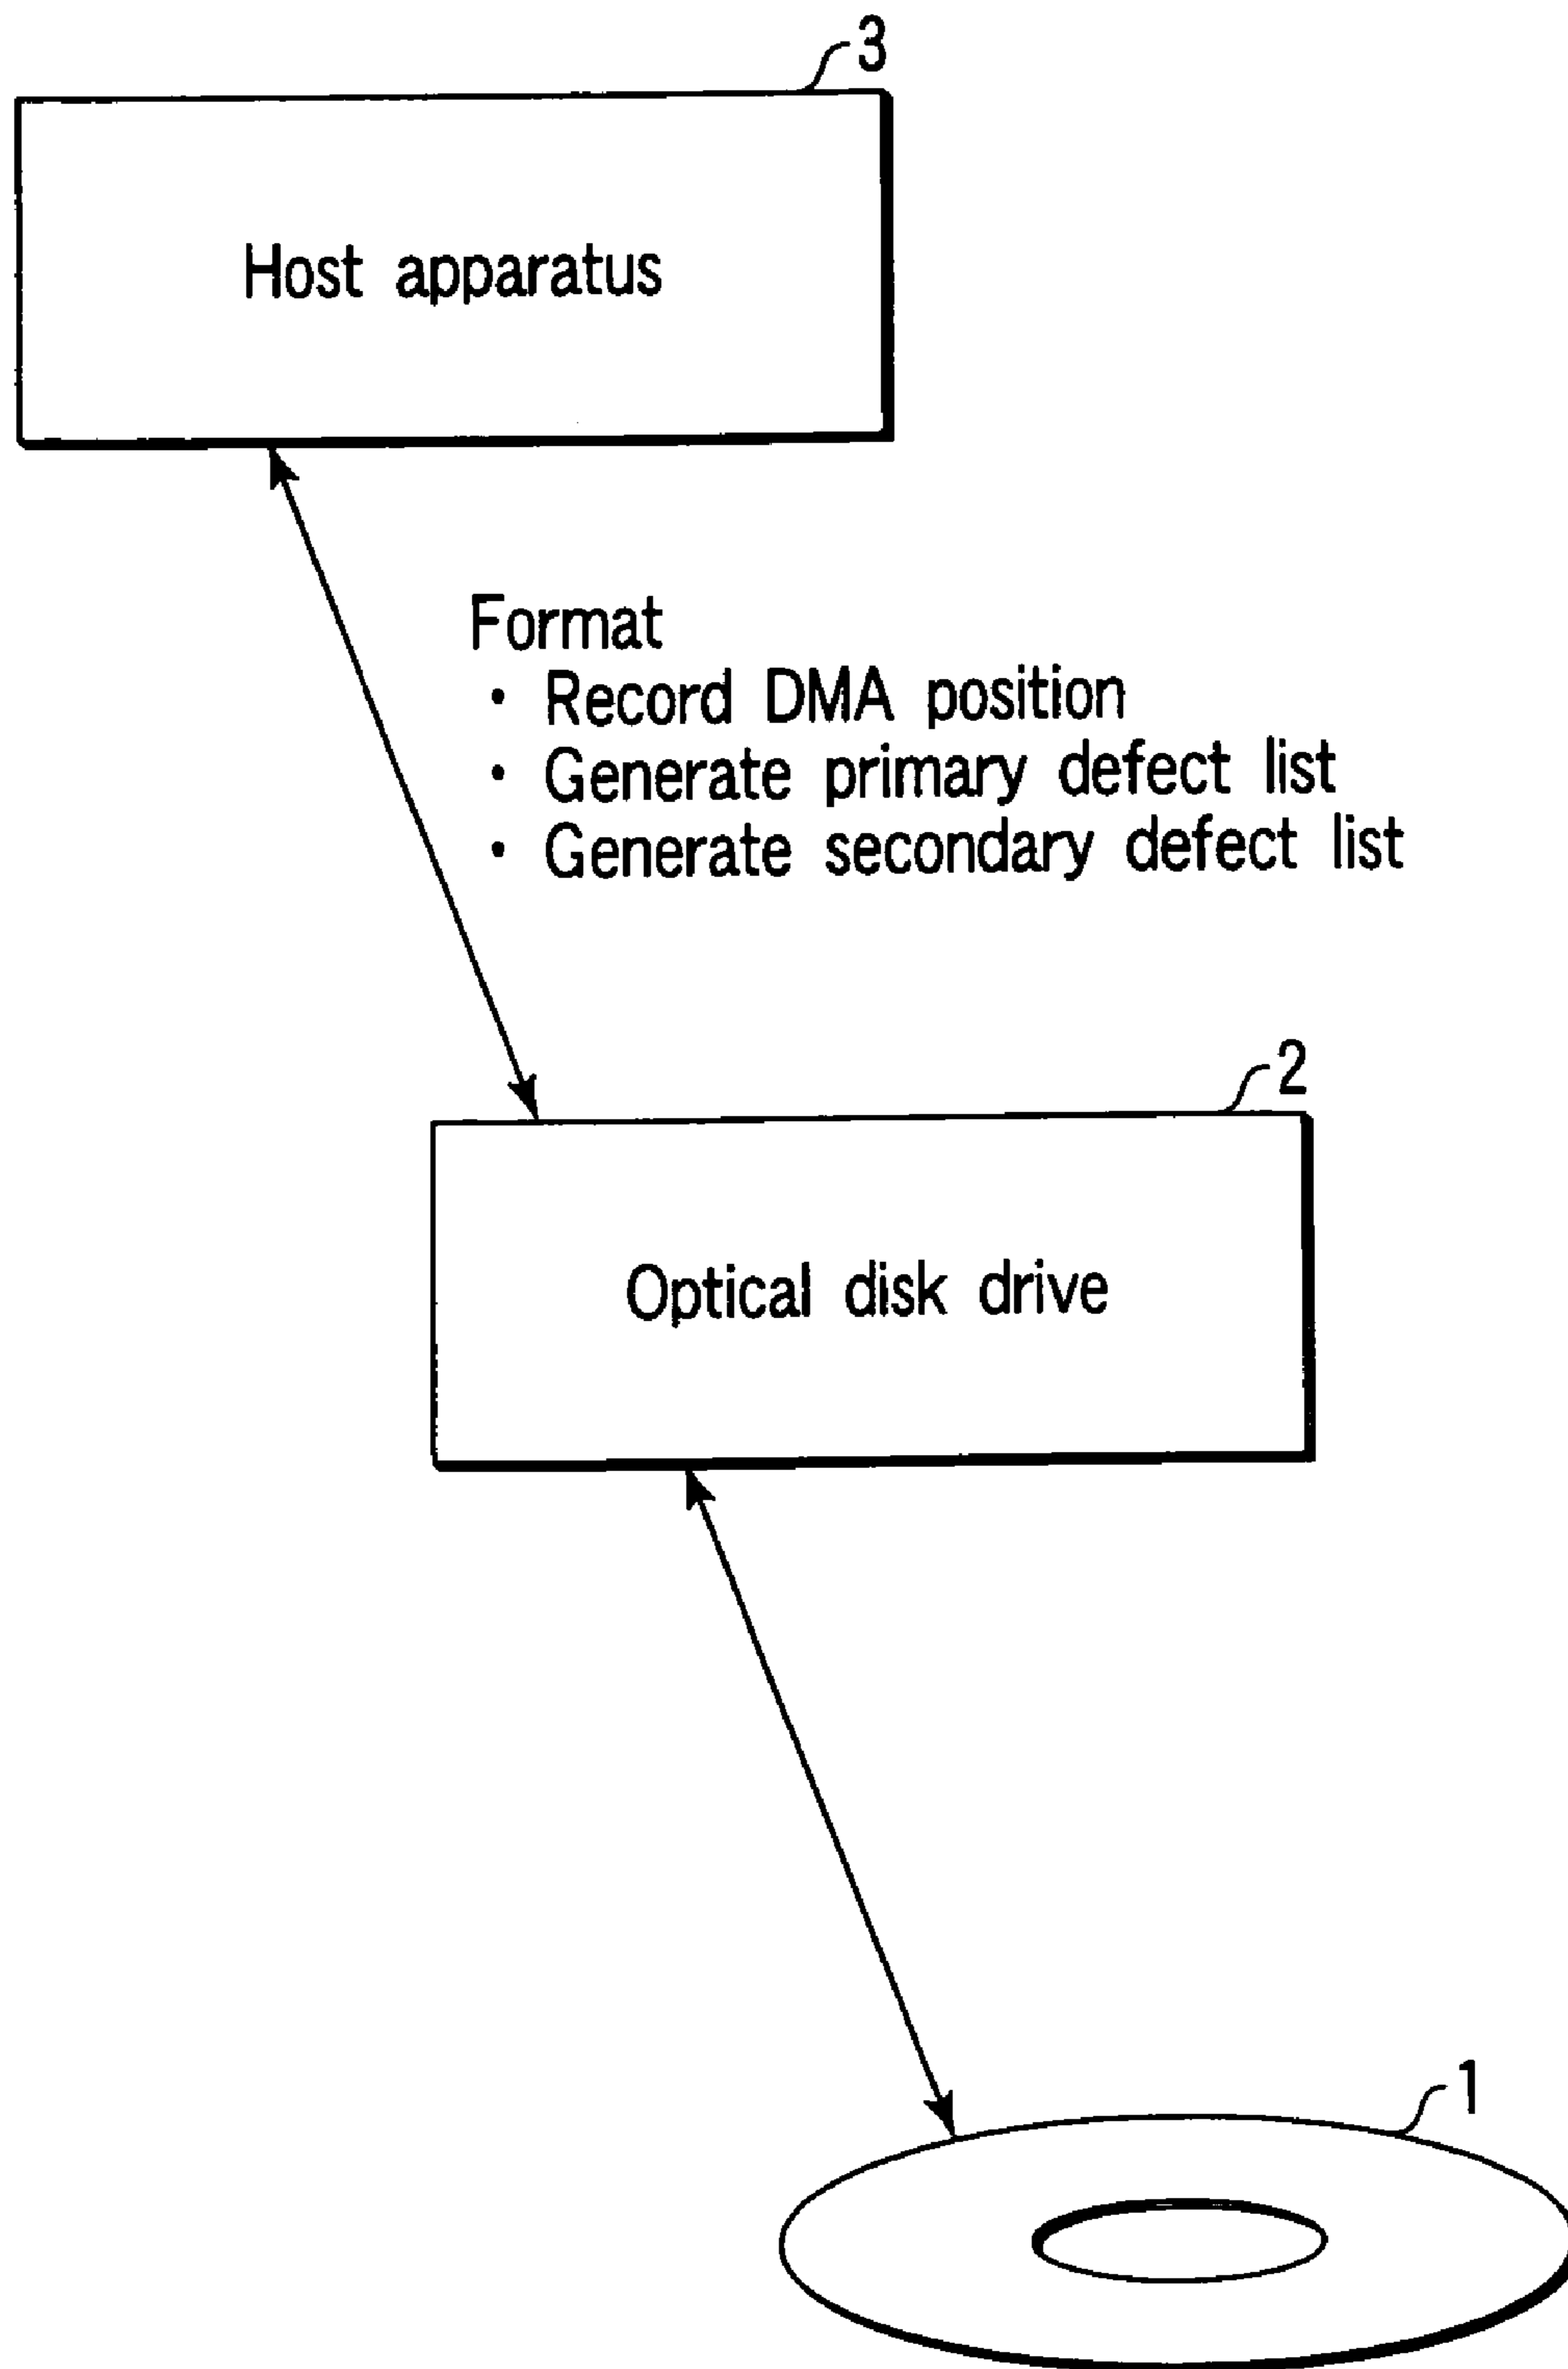 3
Host apparatus
Format
· Record DMA position
· Generate primary defect list
· Generate secondary defect list
2
Optical disk drive
1